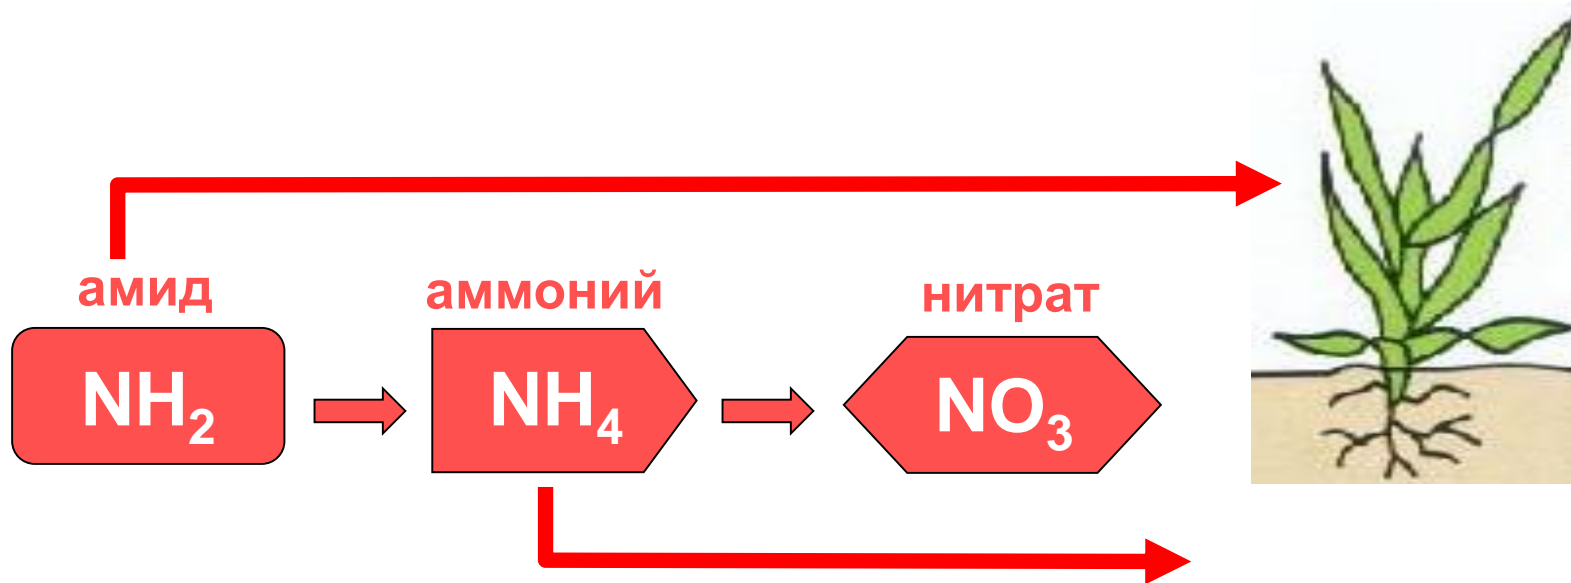 амид
аммоний
нитрат
NH₂
NH₄
NO₃